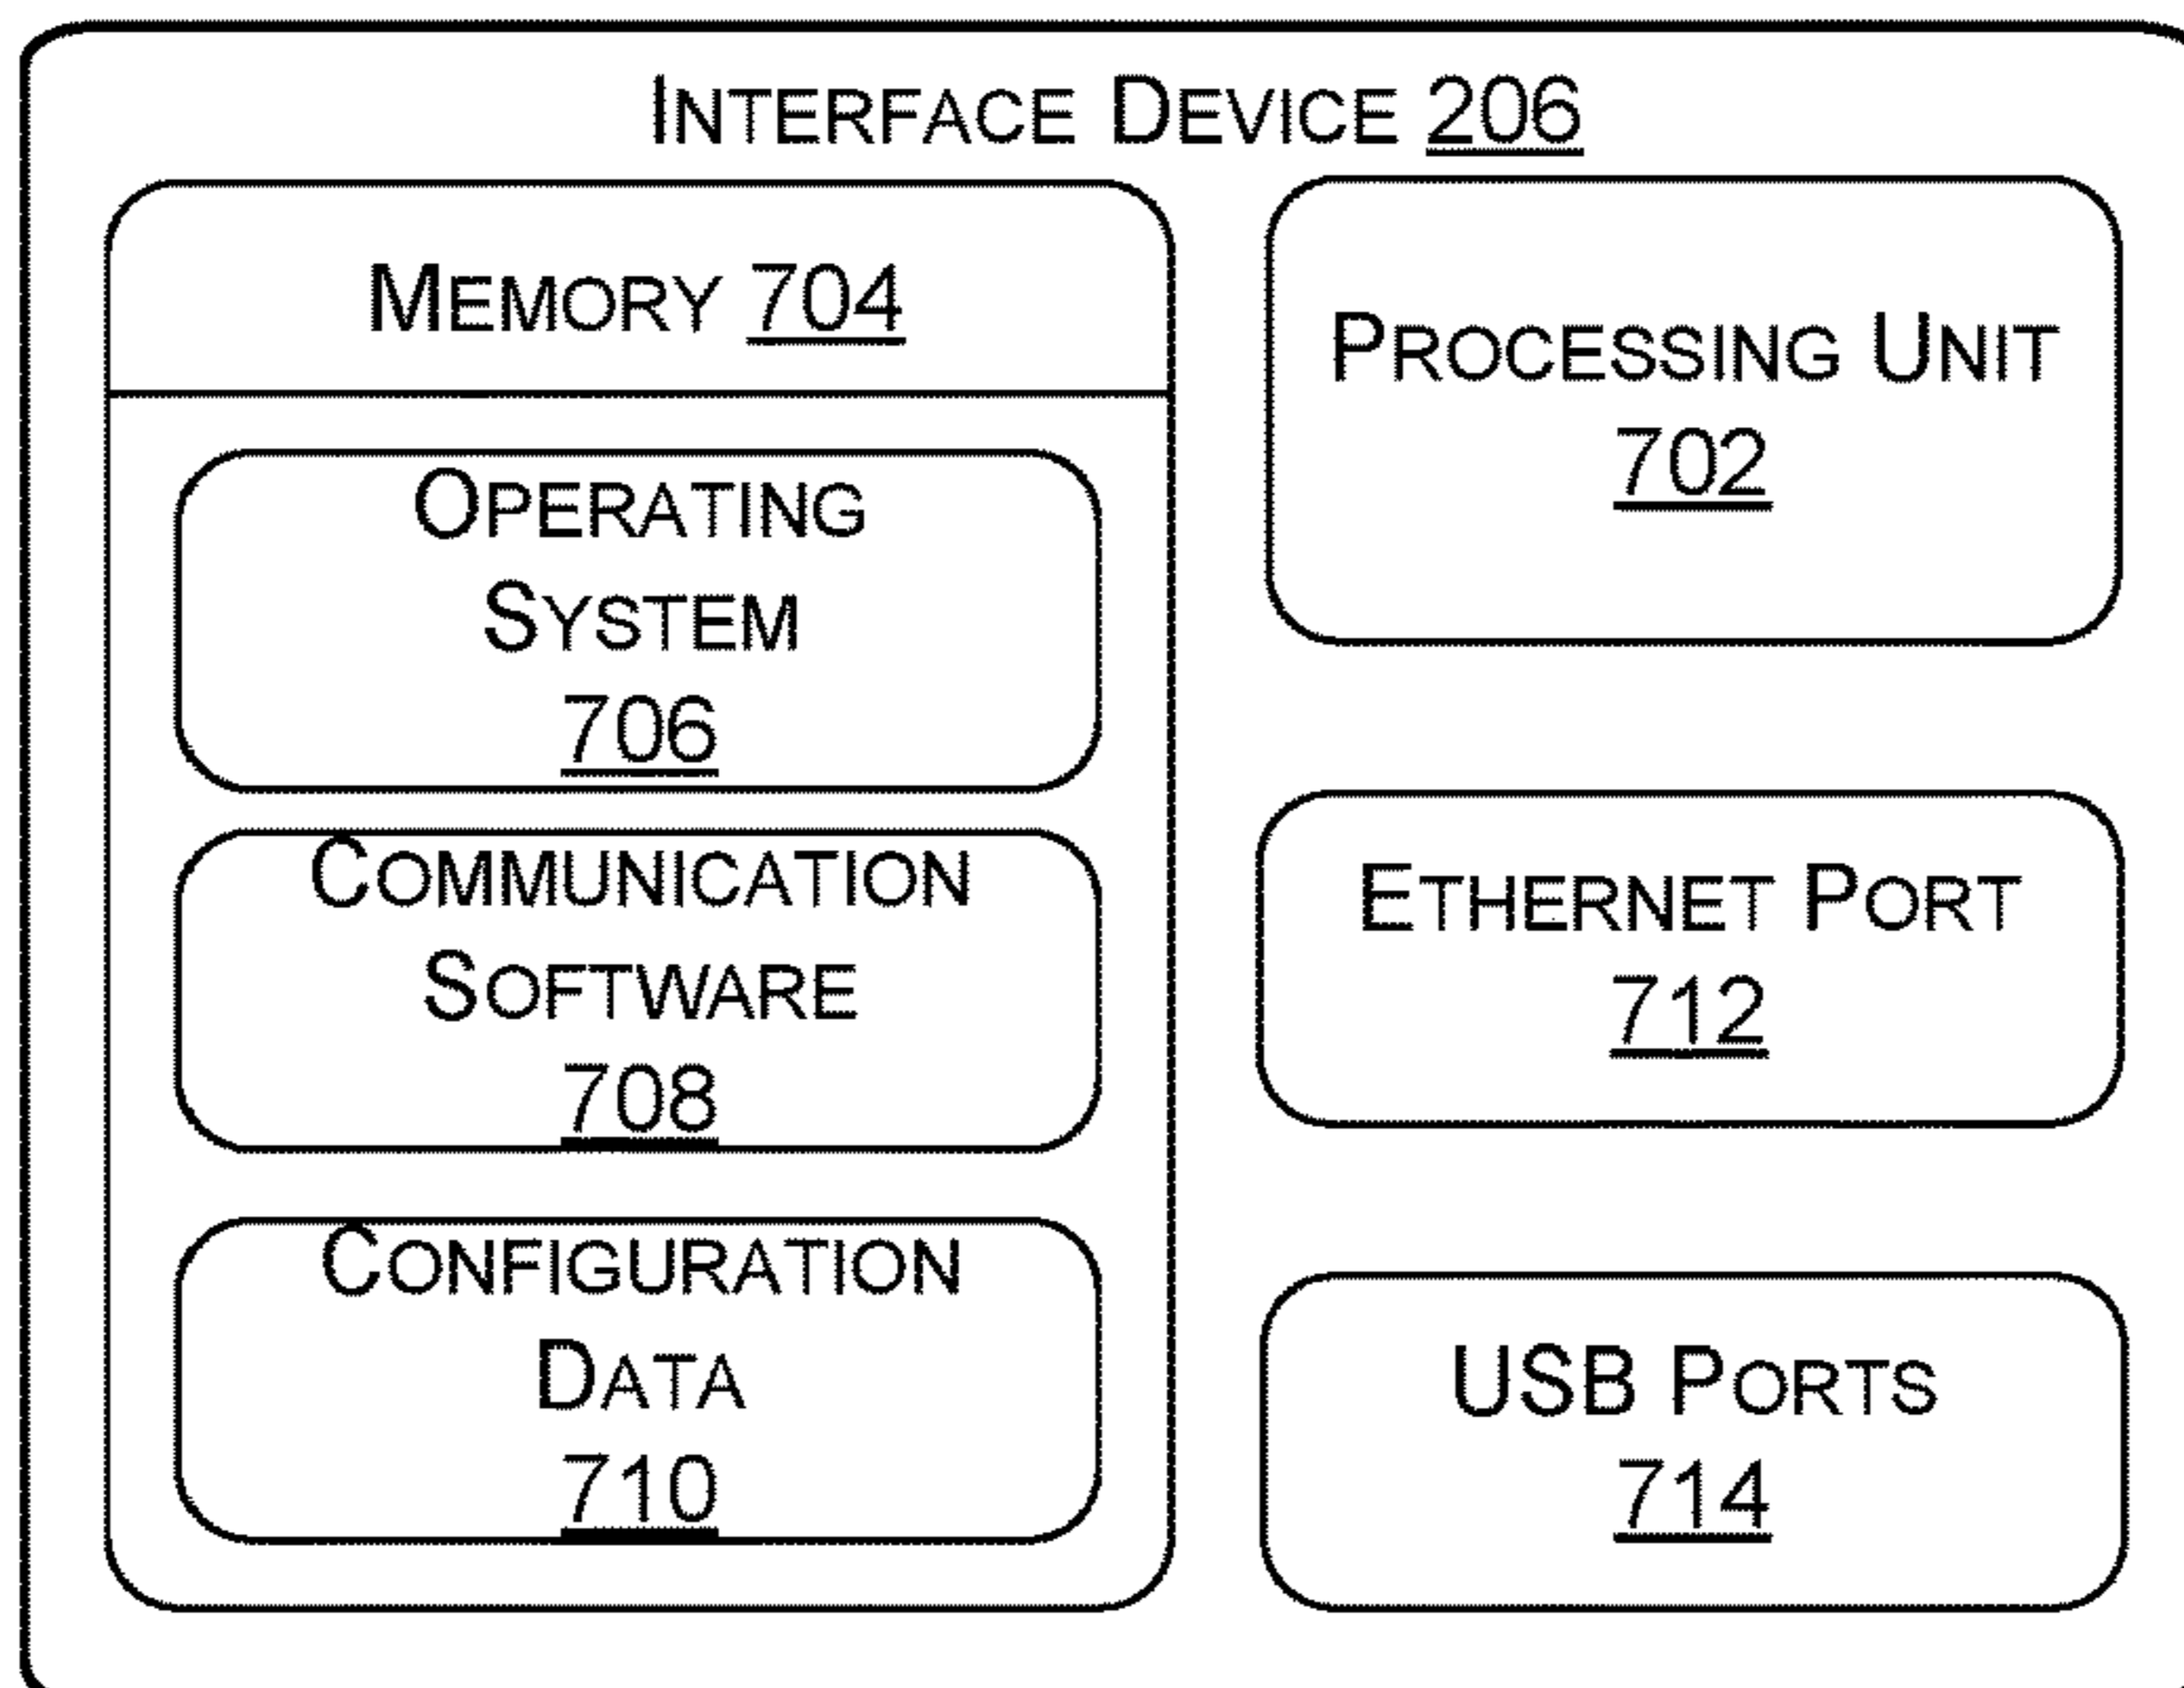 INTERFACE DEVICE 206
MEMORY 704
OPERATING
SYSTEM
706
COMMUNICATION
SOFTWARE
708
CONFIGURATION
DATA
710
PROCESSING UNIT
702
ETHERNET PORT
712
USB PORTS
714